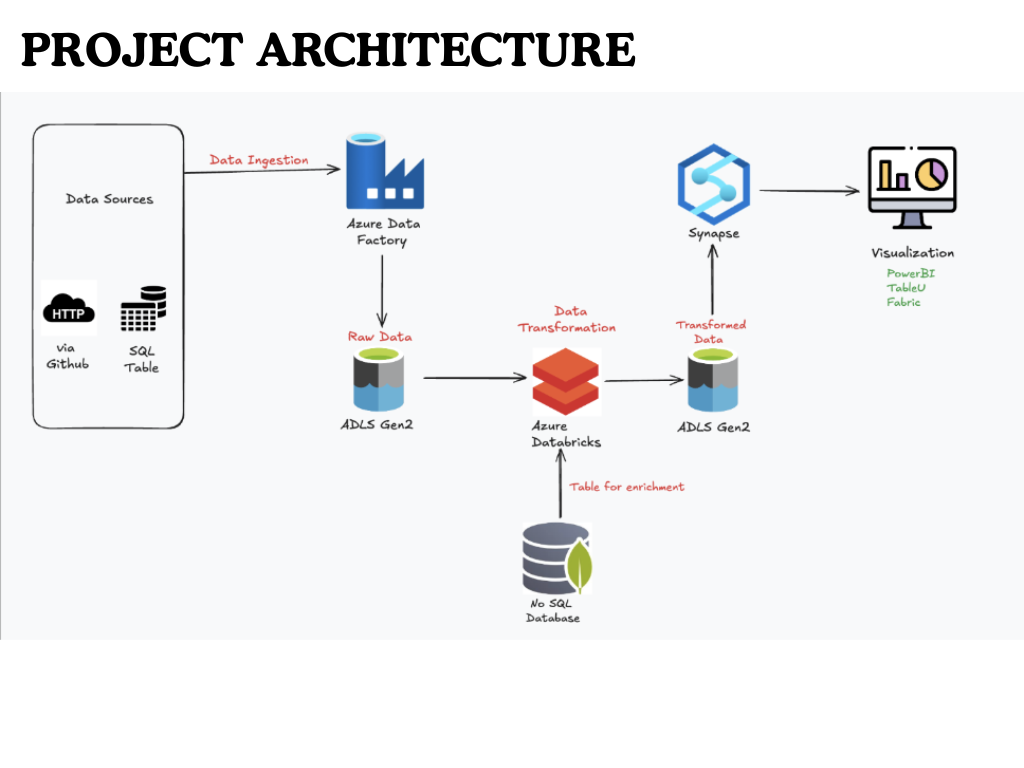 PROJECT ARCHITECTURE
Data Sources
HTTP
via
Github
SQL
Table
Data Ingestion
Azure Data
Factory
Raw Data
ADLS Gen2
Data
Transformation
Azure
Databricks
Table for enrichment
No SQL
Database
Transformed
Data
ADLS Gen2
Synapse
Visualization
PowerBI
TableU
Fabric